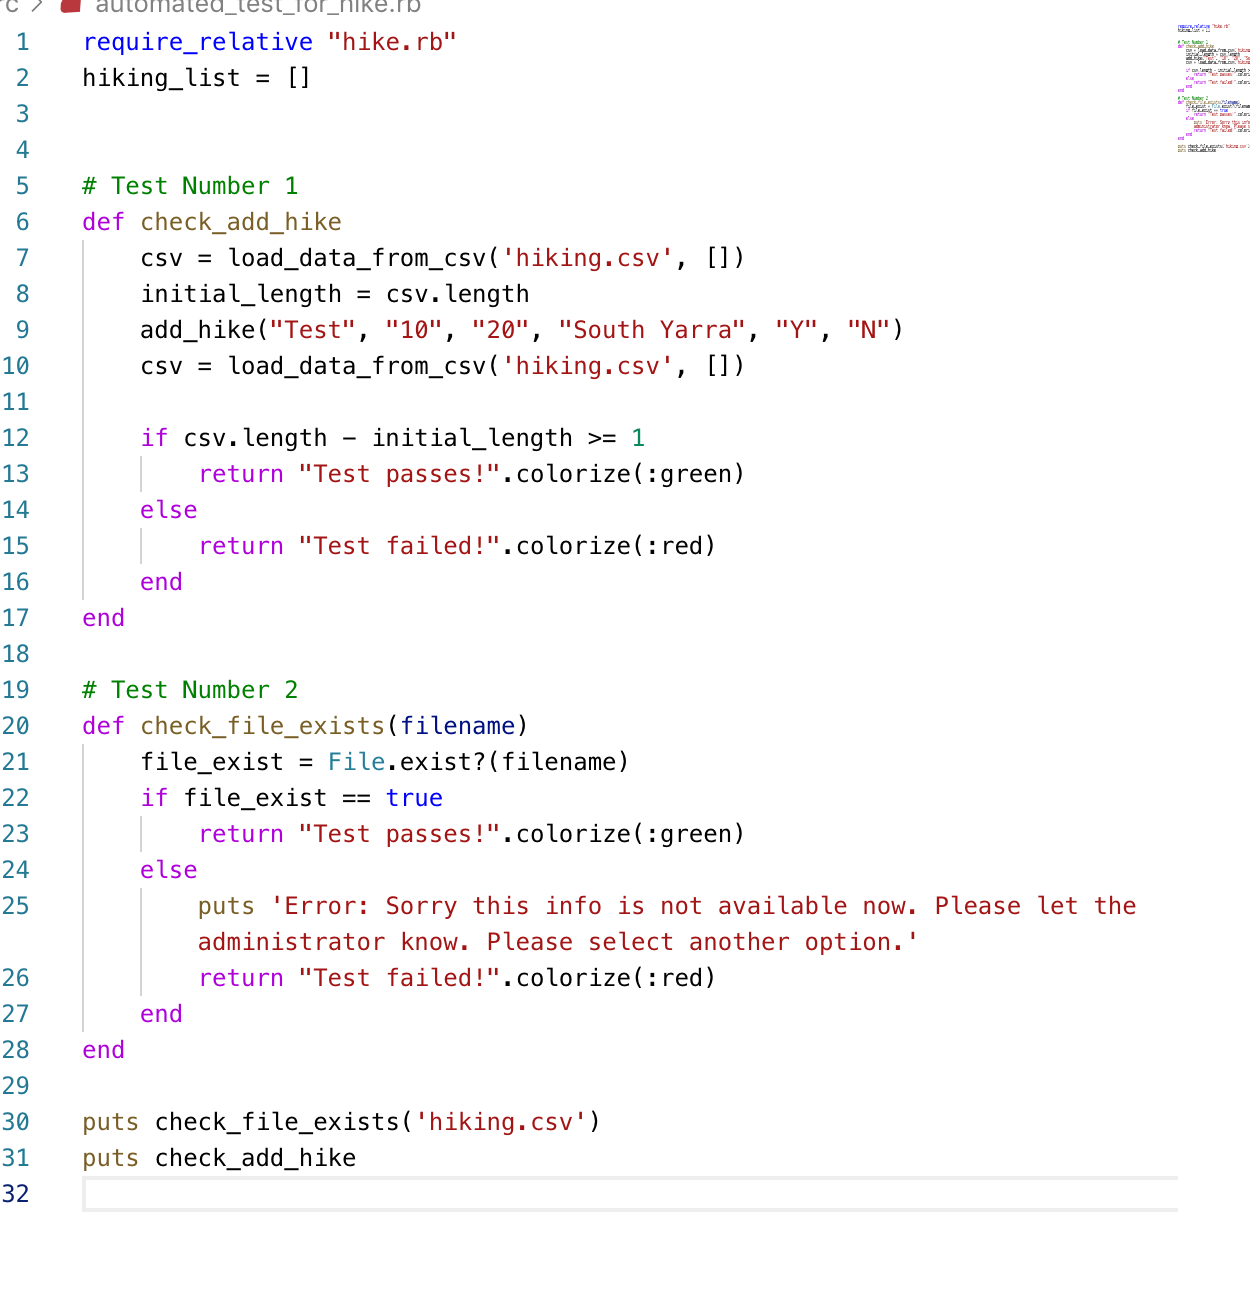 rc > automated_test_for_hike.rb
1 require_relative "hike.rb"
2 hiking_list = []
3
4
5 # Test Number 1
6 def check_add_hike
7     csv = load_data_from_csv('hiking.csv', [])
8     initial_length = csv.length
9     add_hike("Test", "10", "20", "South Yarra", "Y", "N")
10     csv = load_data_from_csv('hiking.csv', [])
11
12     if csv.length - initial_length >= 1
13         return "Test passes!".colorize(:green)
14     else
15         return "Test failed!".colorize(:red)
16     end
17 end
18
19 # Test Number 2
20 def check_file_exists(filename)
21     file_exist = File.exist?(filename)
22     if file_exist == true
23         return "Test passes!".colorize(:green)
24     else
25         puts 'Error: Sorry this info is not available now. Please let the
administrator know. Please select another option.'
26         return "Test failed!".colorize(:red)
27     end
28 end
29
30 puts check_file_exists('hiking.csv')
31 puts check_add_hike
32